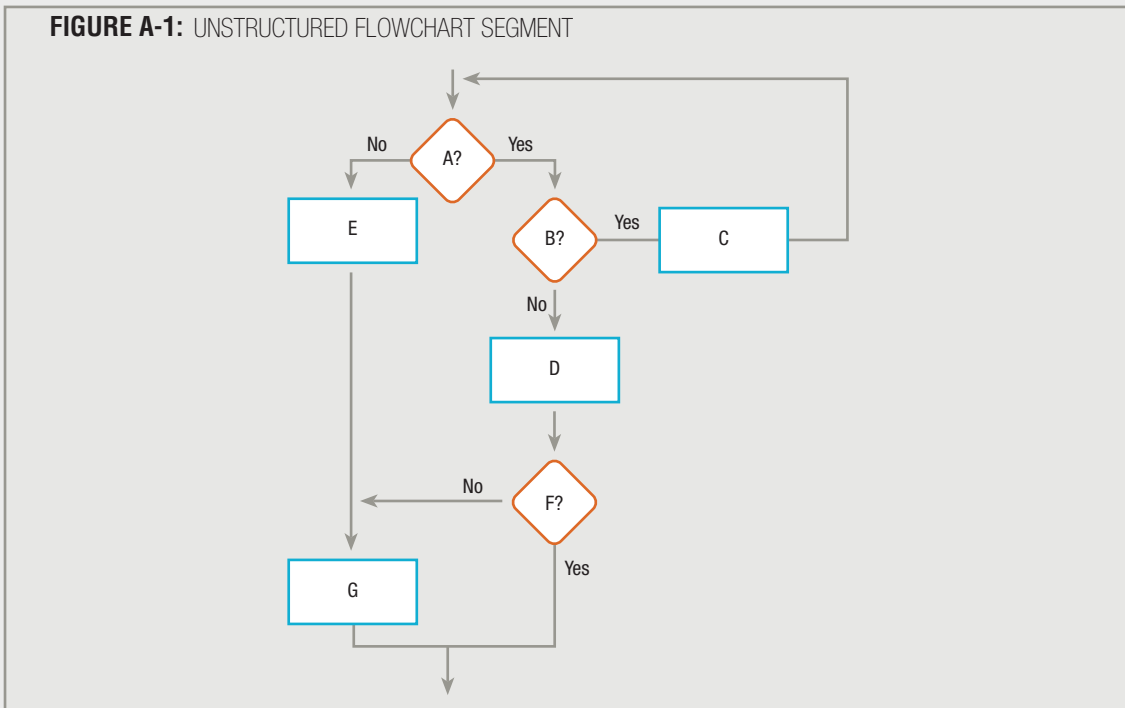 FIGURE A-1: UNSTRUCTURED FLOWCHART SEGMENT
No
Yes
A?
E
B?
Yes
C
No
D
No
F?
Yes
G